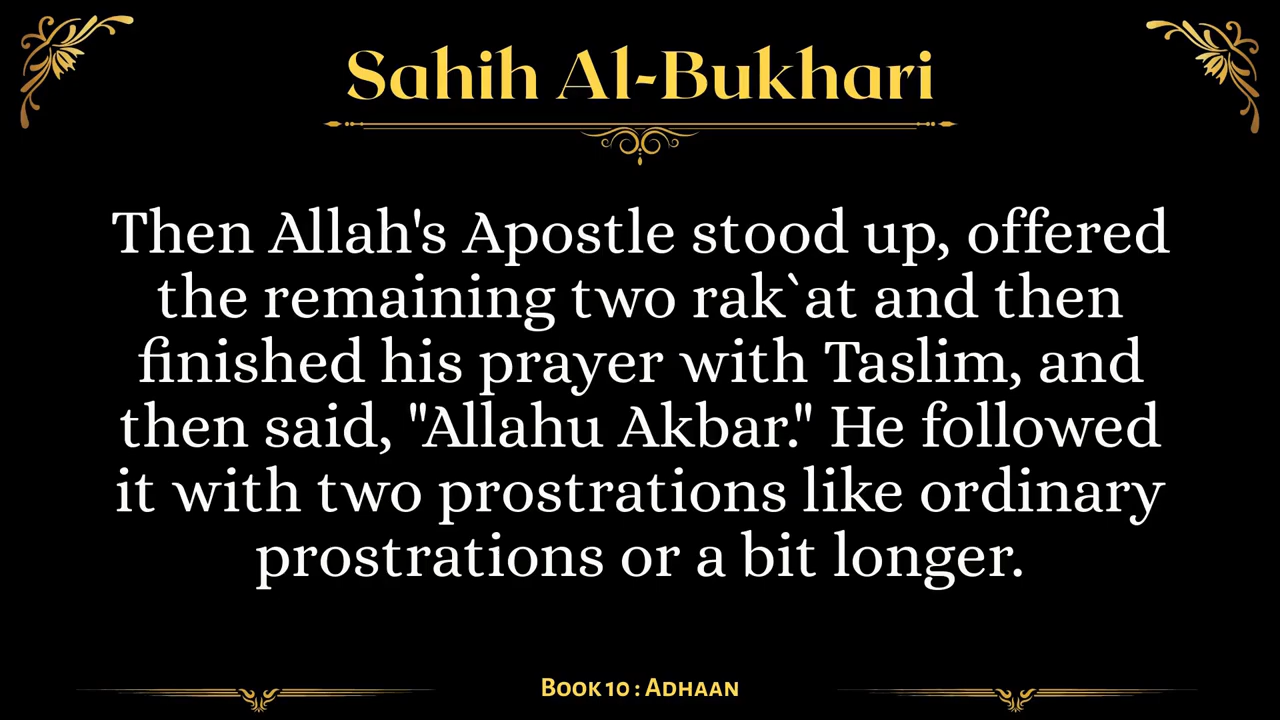 Sahih Al-Bukhari
Then Allah's Apostle stood up, offered
the remaining two rak`at and then
finished his prayer with Taslim, and
then said, "Allahu Akbar." He followed
it with two prostrations like ordinary
prostrations or a bit longer.
Book 10 : Adhaan